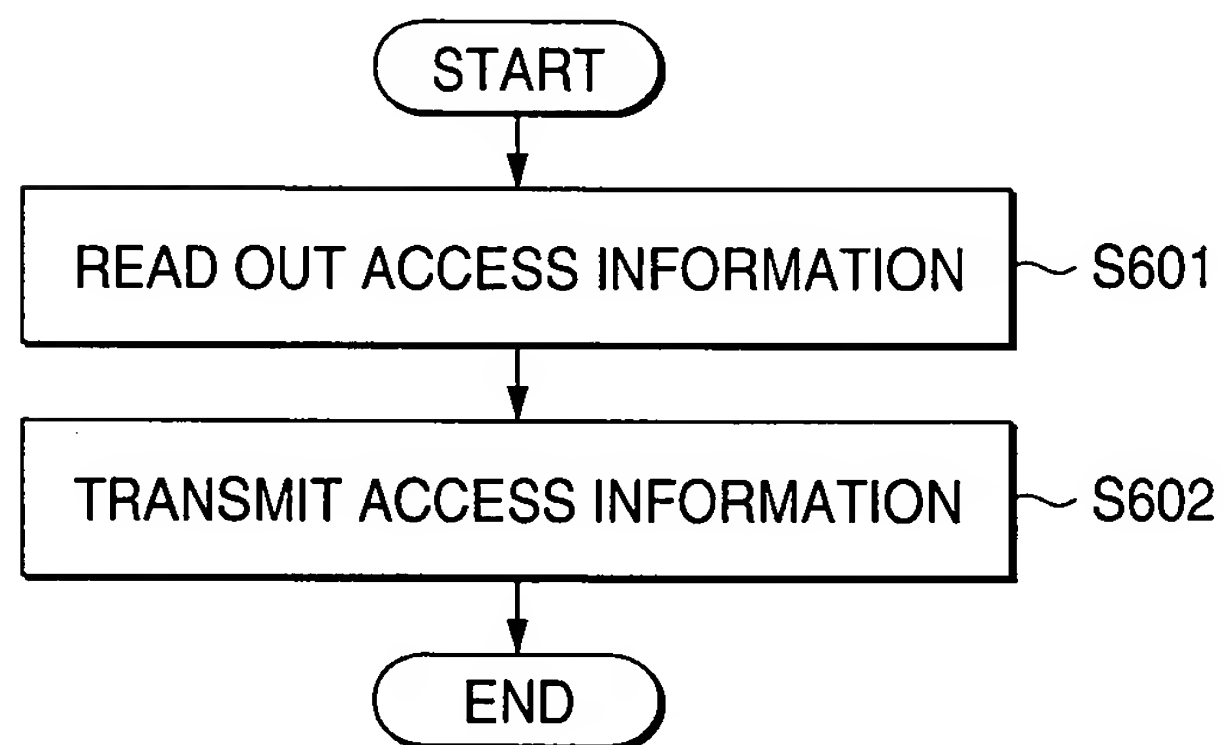 START
READ OUT ACCESS INFORMATION
S601
TRANSMIT ACCESS INFORMATION
S602
END